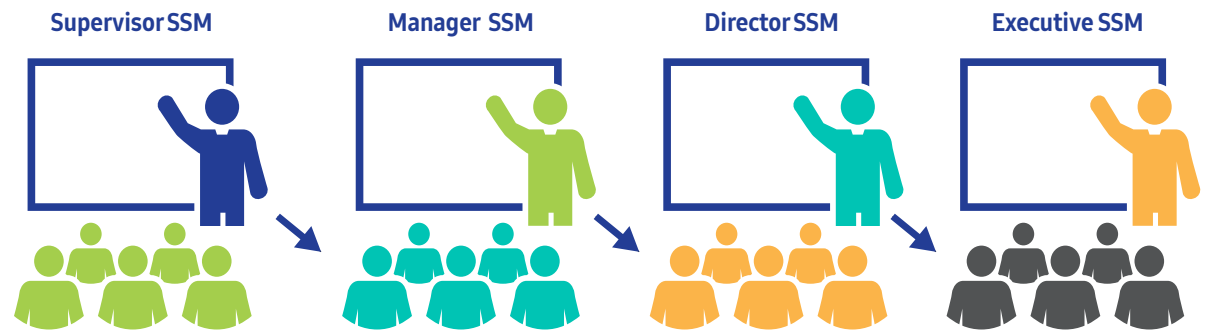 Supervisor SSM
Manager SSM
Director SSM
Executive SSM